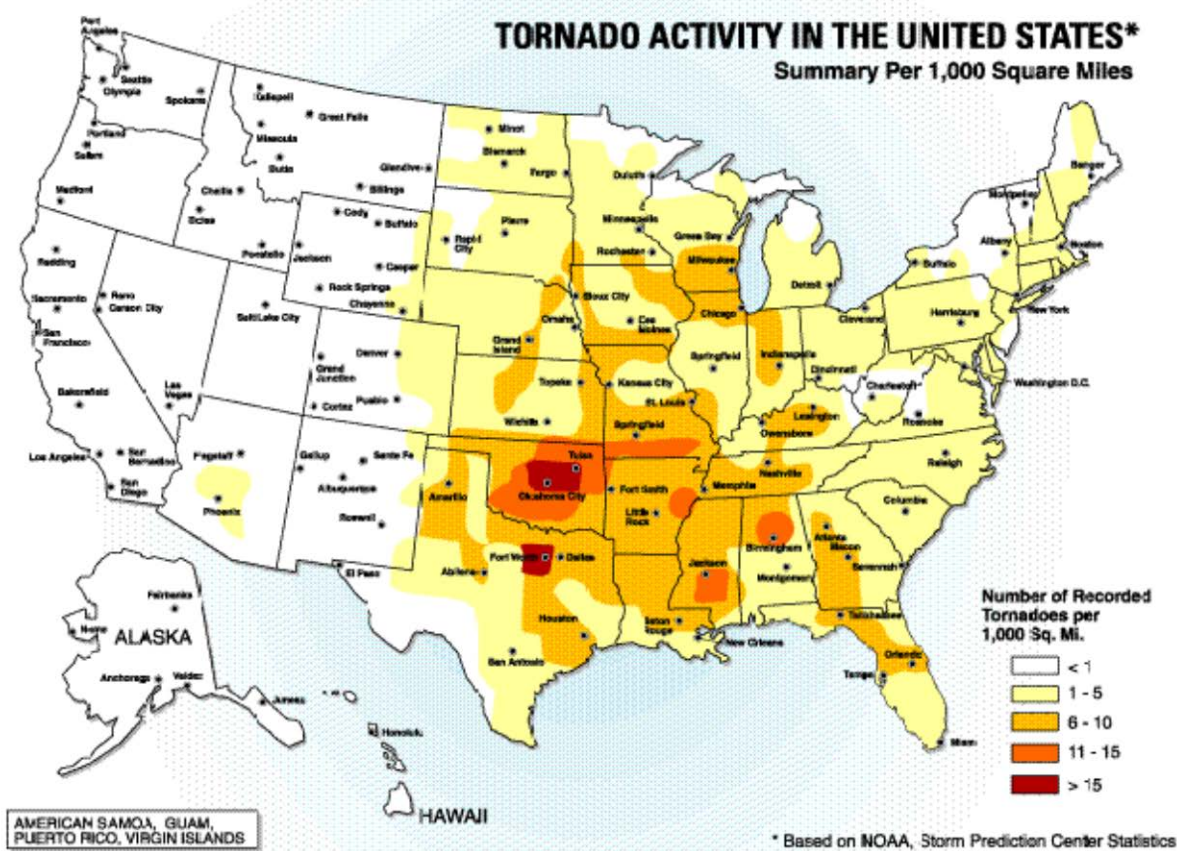 TORNADO ACTIVITY IN THE UNITED STATES*
Summary Per 1,000 Square Miles
Port
Angeles
Seattle
Olympia
Spokane
Portland
Salem
Medford
Kalispell
Great Falls
Missoula
Butte
Glendive
Billings
Challis
Boise
Pocatello
Jackson
Cody
Buffalo
Casper
Rock Springs
Cheyenne
Minot
Bismarck
Fargo
Pierre
Rapid
City
Duluth
Minneapolis
Rochester
Green Bay
Milwaukee
Detroit
Bangor
Montpelier
Albany
Boston
Buffalo
New York
Harrisburg
Cleveland
Washington D.C.
Redding
Sacramento
San
Francisco
Reno
Carson City
Salt Lake City
Bakersfield
Las
Vegas
Los Angeles
San
Bernardino
San
Diego
Denver
Grand
Junction
Cortez
Pueblo
Omaha
Grand
Island
Sioux City
Des
Moines
Chicago
Springfield
Indianapolis
Cincinnati
Charleston
Roanoke
Topeka
Kansas City
St. Louis
Wichita
Springfield
Lexington
Owensboro
Nashville
Memphis
Raleigh
Columbia
Flagstaff
Phoenix
Gallup
Santa Fe
Albuquerque
Roswell
El Paso
Amarillo
Tulsa
Oklahoma City
Fort Smith
Little
Rock
Fort Worth
Dallas
Abilene
Houston
San Antonio
Jackson
Baton
Rouge
New Orleans
Birmingham
Montgomery
Atlanta
Macon
Savannah
Tallahassee
Orlando
Tampa
Miami
Fairbanks
Nome
ALASKA
Anchorage
Valdez
Juneau
Honolulu
HAWAII
Number of Recorded
Tornadoes per
1,000 Sq. Mi.
< 1
1 - 5
6 - 10
11 - 15
> 15
AMERICAN SAMOA, GUAM,
PUERTO RICO, VIRGIN ISLANDS
* Based on NOAA, Storm Prediction Center Statistics